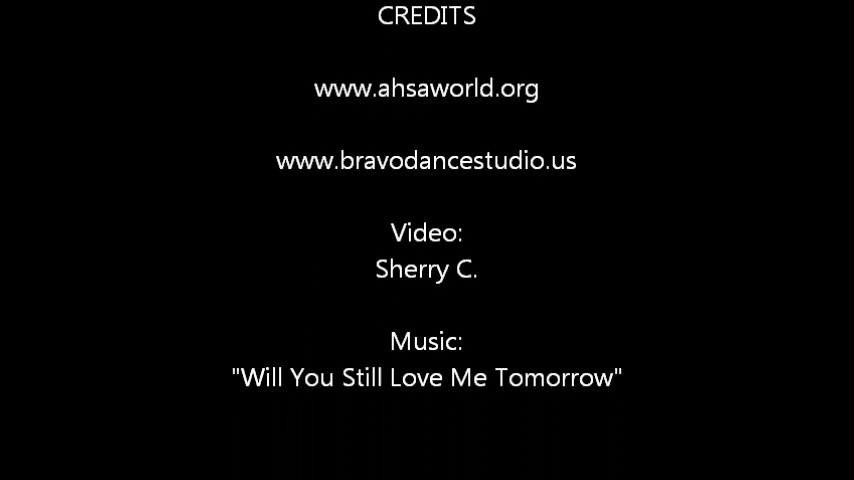 CREDITS
www.ahsaworld.org
www.bravodancestudio.us
Video:
Sherry C.
Music:
"Will You Still Love Me Tomorrow"